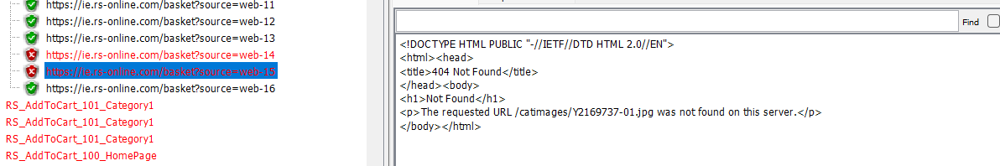 https://ie.rs-online.com/basket?source=web-11
https://ie.rs-online.com/basket?source=web-12
https://ie.rs-online.com/basket?source=web-13
https://ie.rs-online.com/basket?source=web-14
https://ie.rs-online.com/basket?source=web-15
https://ie.rs-online.com/basket?source=web-16
RS_AddToCart_101_Category1
RS_AddToCart_101_Category1
RS_AddToCart_101_Category1
RS_AddToCart_100_HomePage
Find
<!DOCTYPE HTML PUBLIC "-//IETF//DTD HTML 2.0//EN">
<html><head>
<title>404 Not Found</title>
</head><body>
<h1>Not Found</h1>
<p>The requested URL /catimages/Y2169737-01.jpg was not found on this server.</p>
</body></html>